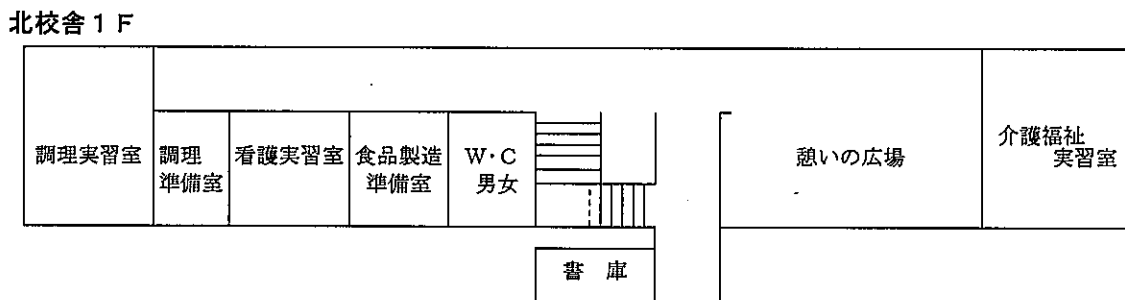 北校舎1F
調理実習室
調理
準備室
看護実習室
食品製造
準備室
W・C
男女
憩いの広場
介護福祉
実習室
書庫